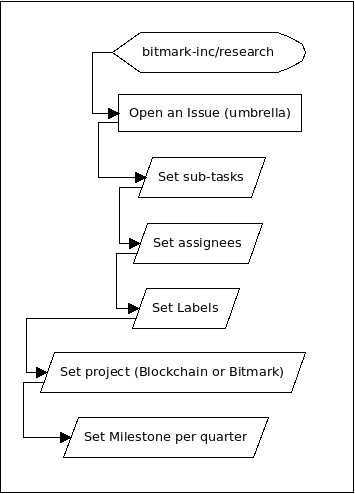 bitmark-inc/research
Open an Issue (umbrella)
Set sub-tasks
Set assignees
Set Labels
Set project (Blockchain or Bitmark)
Set Milestone per quarter